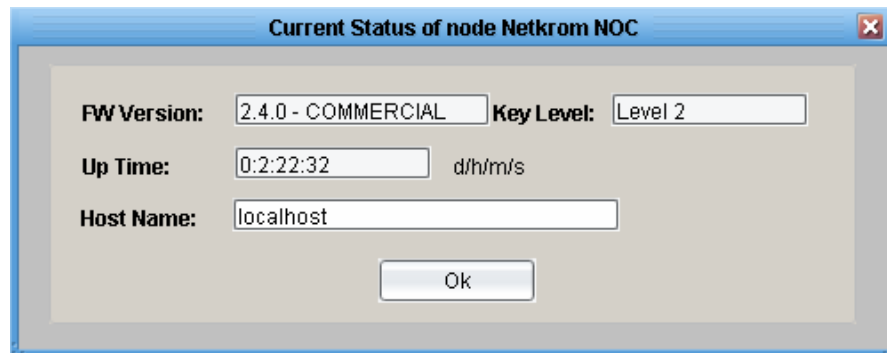 Current Status of node Netkrom NOC
FW Version: 2.4.0 - COMMERCIAL Key Level: Level 2
Up Time: 0:2:22:32 d/h/m/s
Host Name: localhost
Ok